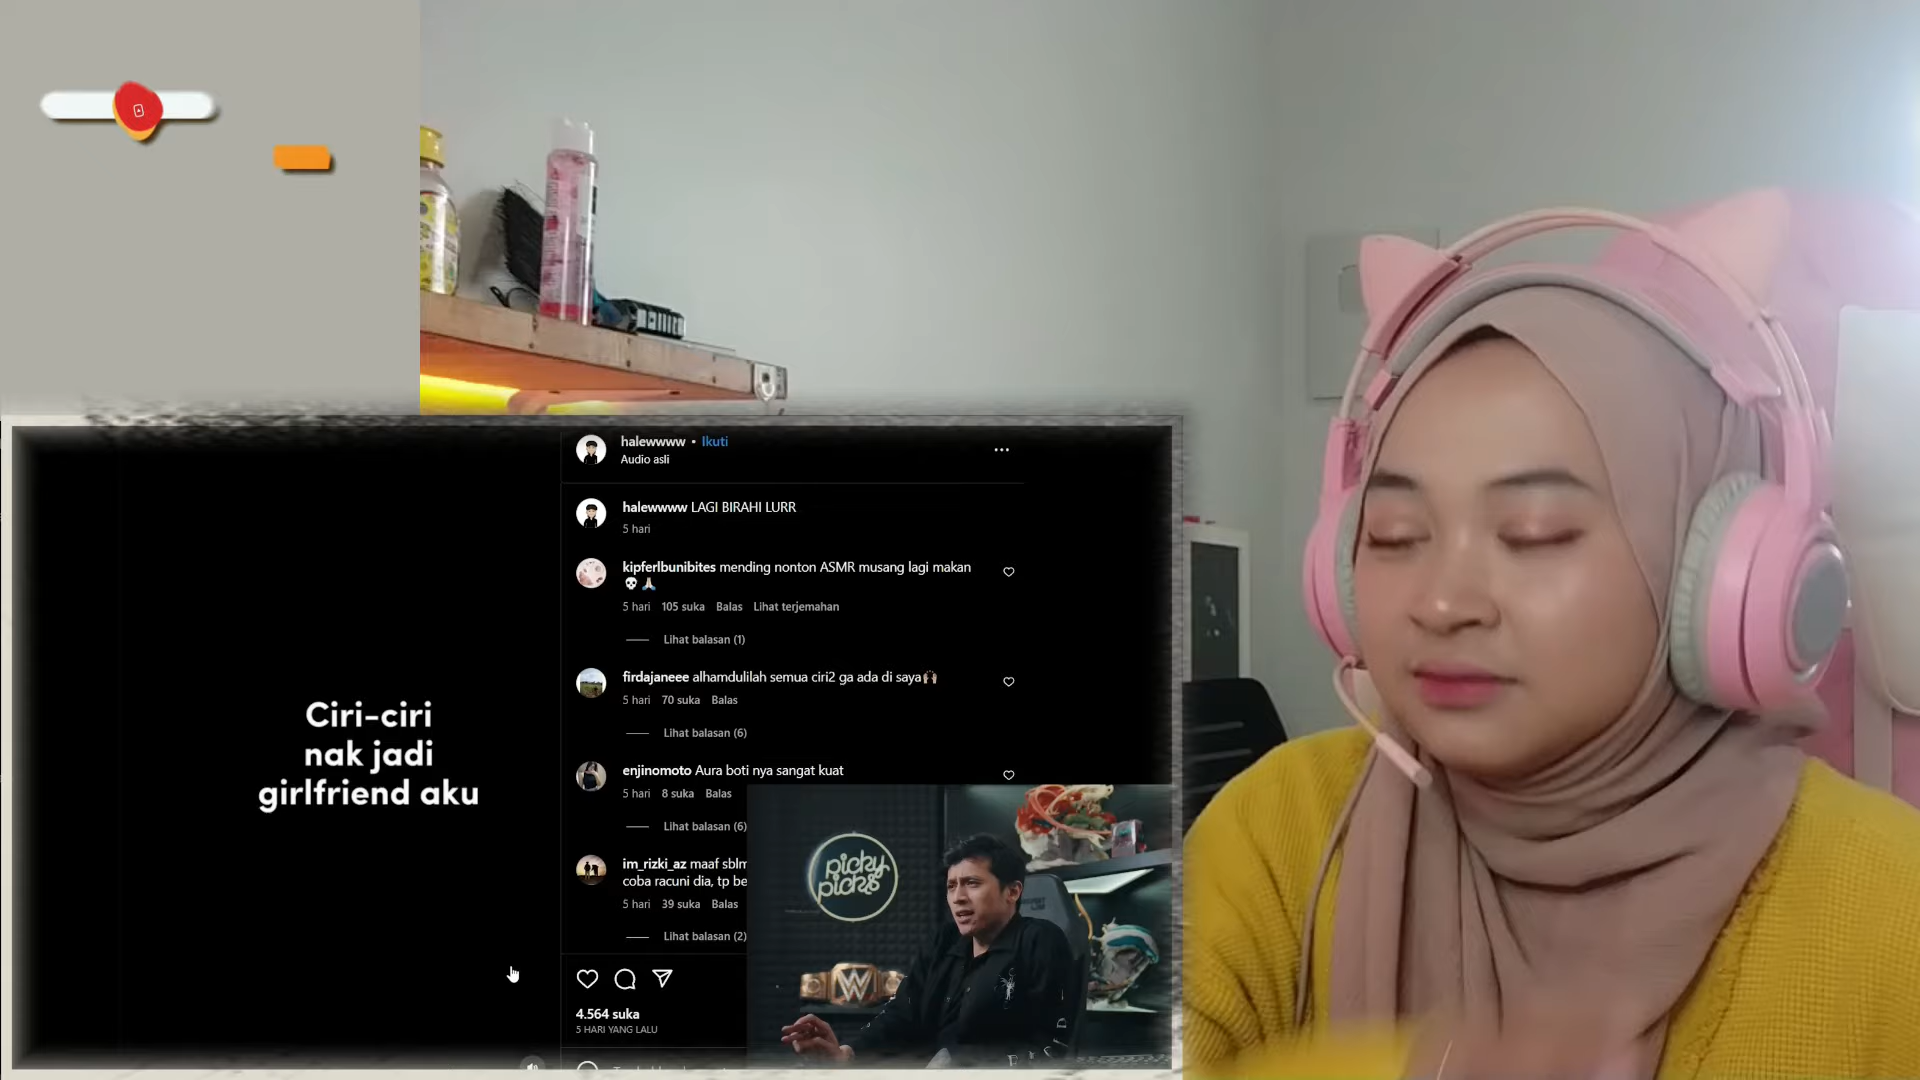 halewwww • Ikuti
Audio asli
halewwww LAGI BIRAHI LURR
5 hari
kipferlbunibites mending nonton ASMR musang lagi makan
💀🙏🏻
5 hari 105 suka Balas Lihat terjemahan
Lihat balasan (1)
firdajaneee alhamdulilah semua ciri2 ga ada di saya🙌🏻
5 hari 70 suka Balas
Lihat balasan (6)
enjinomoto Aura boti nya sangat kuat
5 hari 8 suka Balas
Lihat balasan (6)
im_rizki_az maaf sblm
coba racuni dia, tp be
5 hari 39 suka Balas
Lihat balasan (2)
4.564 suka
5 HARI YANG LALU
Ciri-ciri
nak jadi
girlfriend aku
picky
picks
W